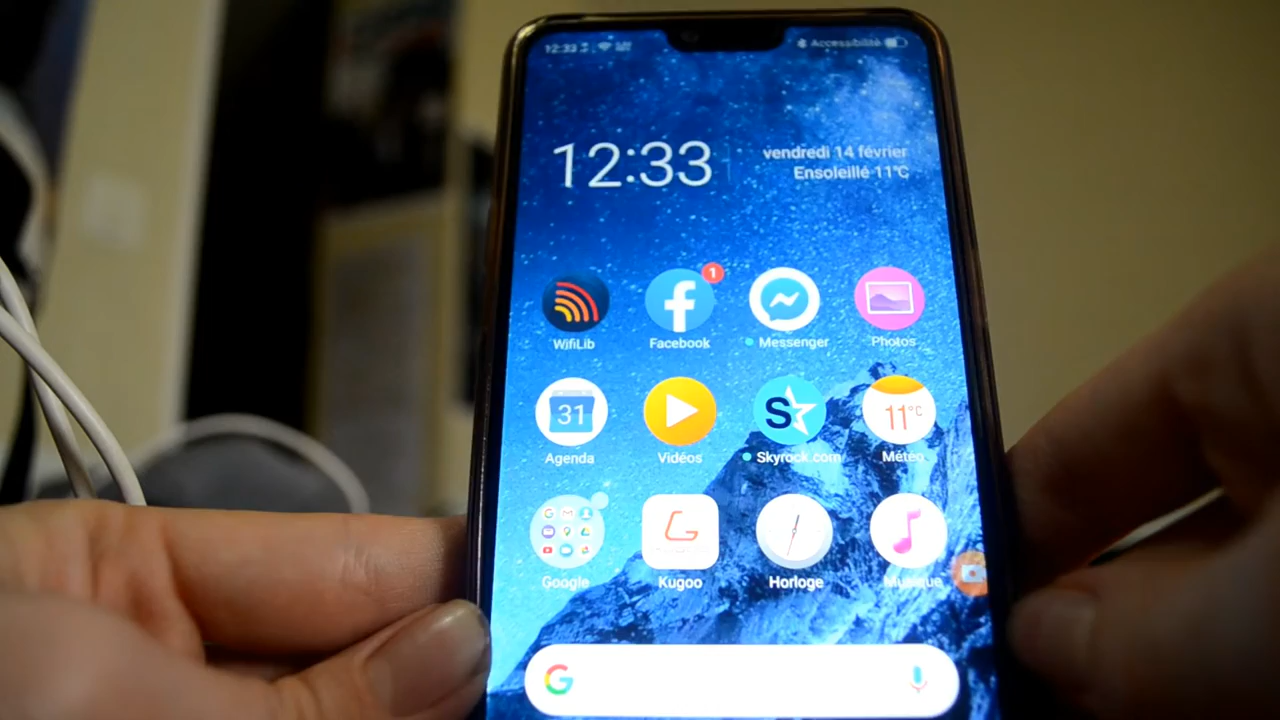 12:33
Accessibilité
12:33
vendredi 14 février
Ensoleillé 11°C
1
WifiLib
Facebook
Messenger
Photos
31
S
11°C
Agenda
Vidéos
Skyrock.com
Météo
G
Google
Kugoo
Horloge
Musique
G